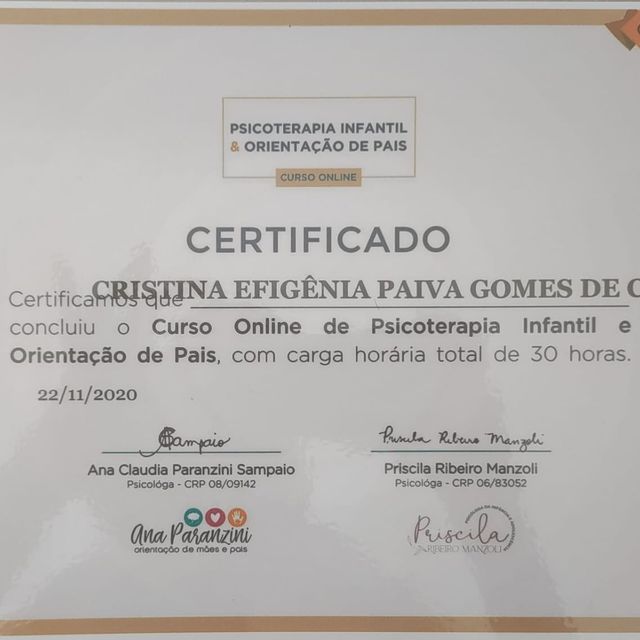 PSICOTERAPIA INFANTIL
& ORIENTAÇÃO DE PAIS
CURSO ONLINE
CERTIFICADO
Certificamos que CRISTINA EFIGÊNIA PAIVA GOMES DE
concluiu o Curso Online de Psicoterapia Infantil e
Orientação de Pais, com carga horária total de 30 horas.
22/11/2020
Sampaio Priscila Ribeiro Manzoli
Ana Claudia Paranzini Sampaio Priscila Ribeiro Manzoli
Psicológa - CRP 08/09142 Psicológa - CRP 06/83052
Ana Paranzini Priscila
orientação de mães e pais RIBEIRO MANZOLI